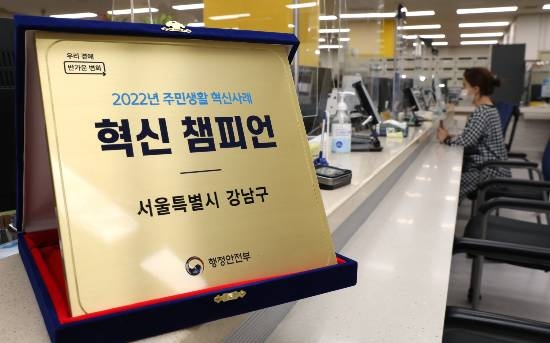 우리 곁에
반가운 변화
2022년 주민생활 혁신사례
혁신 챔피언
서울특별시 강남구
행정안전부